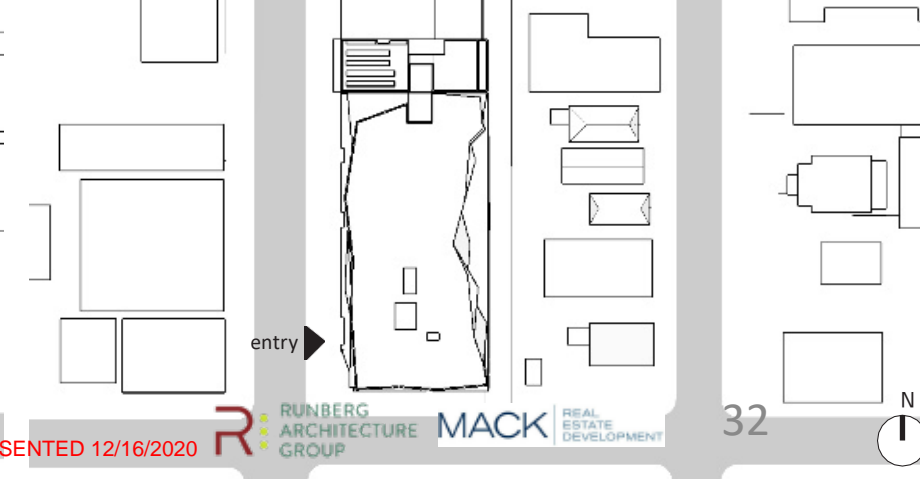 entry
SENTED 12/16/2020
R
RUNBERG
ARCHITECTURE
GROUP
MACK
REAL
ESTATE
DEVELOPMENT
32
N